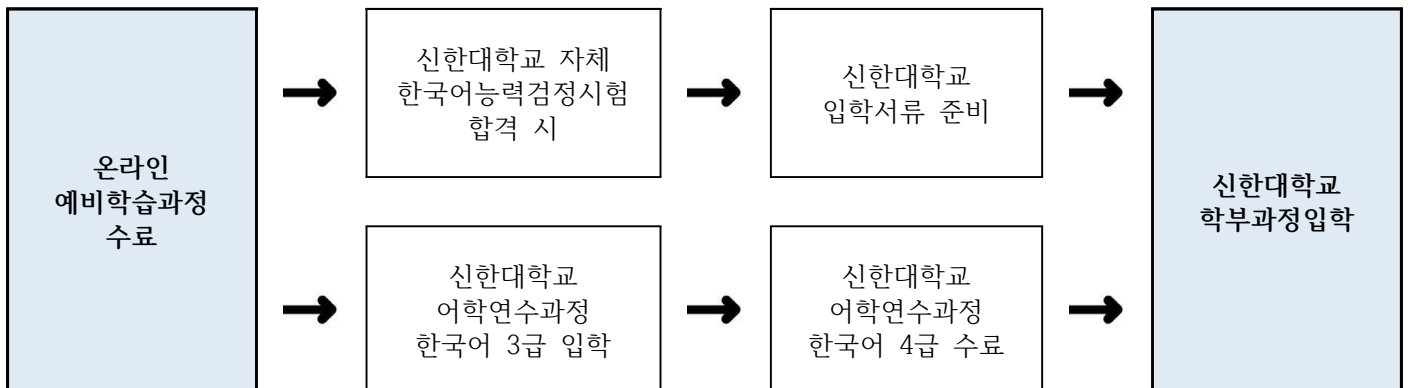 온라인
예비학습과정
수료
신한대학교 자체
한국어능력검정시험
합격 시
신한대학교
입학서류 준비
신한대학교
어학연수과정
한국어 3급 입학
신한대학교
어학연수과정
한국어 4급 수료
신한대학교
학부과정입학